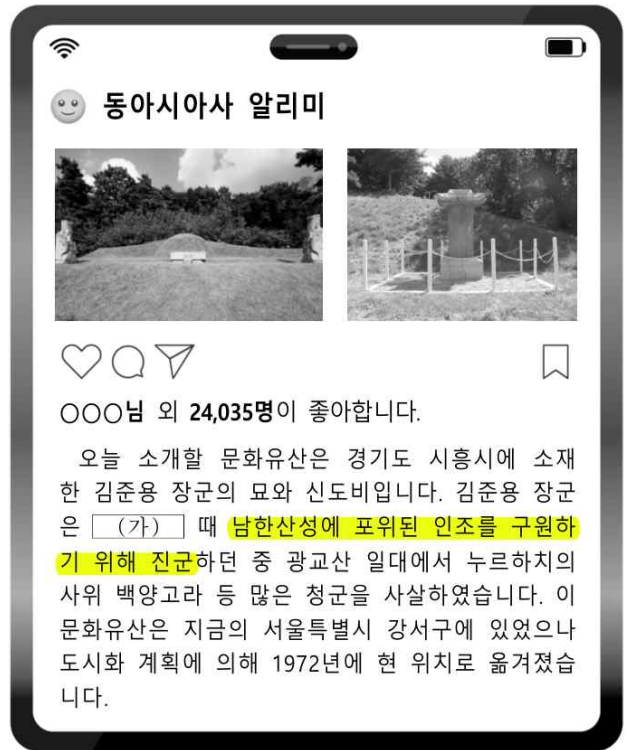 동아시아사 알리미
○○○님 외 24,035명이 좋아합니다.
오늘 소개할 문화유산은 경기도 시흥시에 소재
한 김준용 장군의 묘와 신도비입니다. 김준용 장군
은 (가) 때 남한산성에 포위된 인조를 구원하
기 위해 진군하던 중 광교산 일대에서 누르하치의
사위 백양고라 등 많은 청군을 사살하였습니다. 이
문화유산은 지금의 서울특별시 강서구에 있었으나
도시화 계획에 의해 1972년에 현 위치로 옮겨졌습
니다.